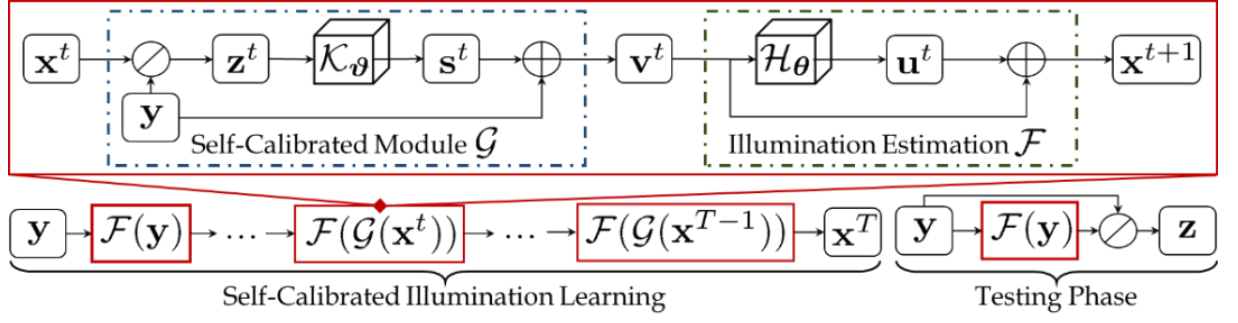 x^t ⊘ z^t K_ϑ s^t ⊕ v^t H_θ u^t ⊕ x^{t+1}
y
Self-Calibrated Module G
Illumination Estimation F
y F(y) ... F(G(x^t)) ... F(G(x^{T-1})) x^T
y F(y) ⊘ z
Self-Calibrated Illumination Learning
Testing Phase